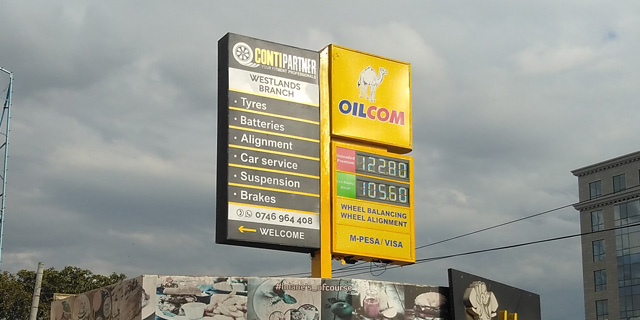 CONTIPARTNER
WESTLANDS
BRANCH
· Tyres
· Batteries
· Alignment
· Car service
· Suspension
· Brakes
0746 964 408
WELCOME
OILCOM
122.80
105.60
WHEEL BALANCING
WHEEL ALIGNMENT
M-PESA / VISA